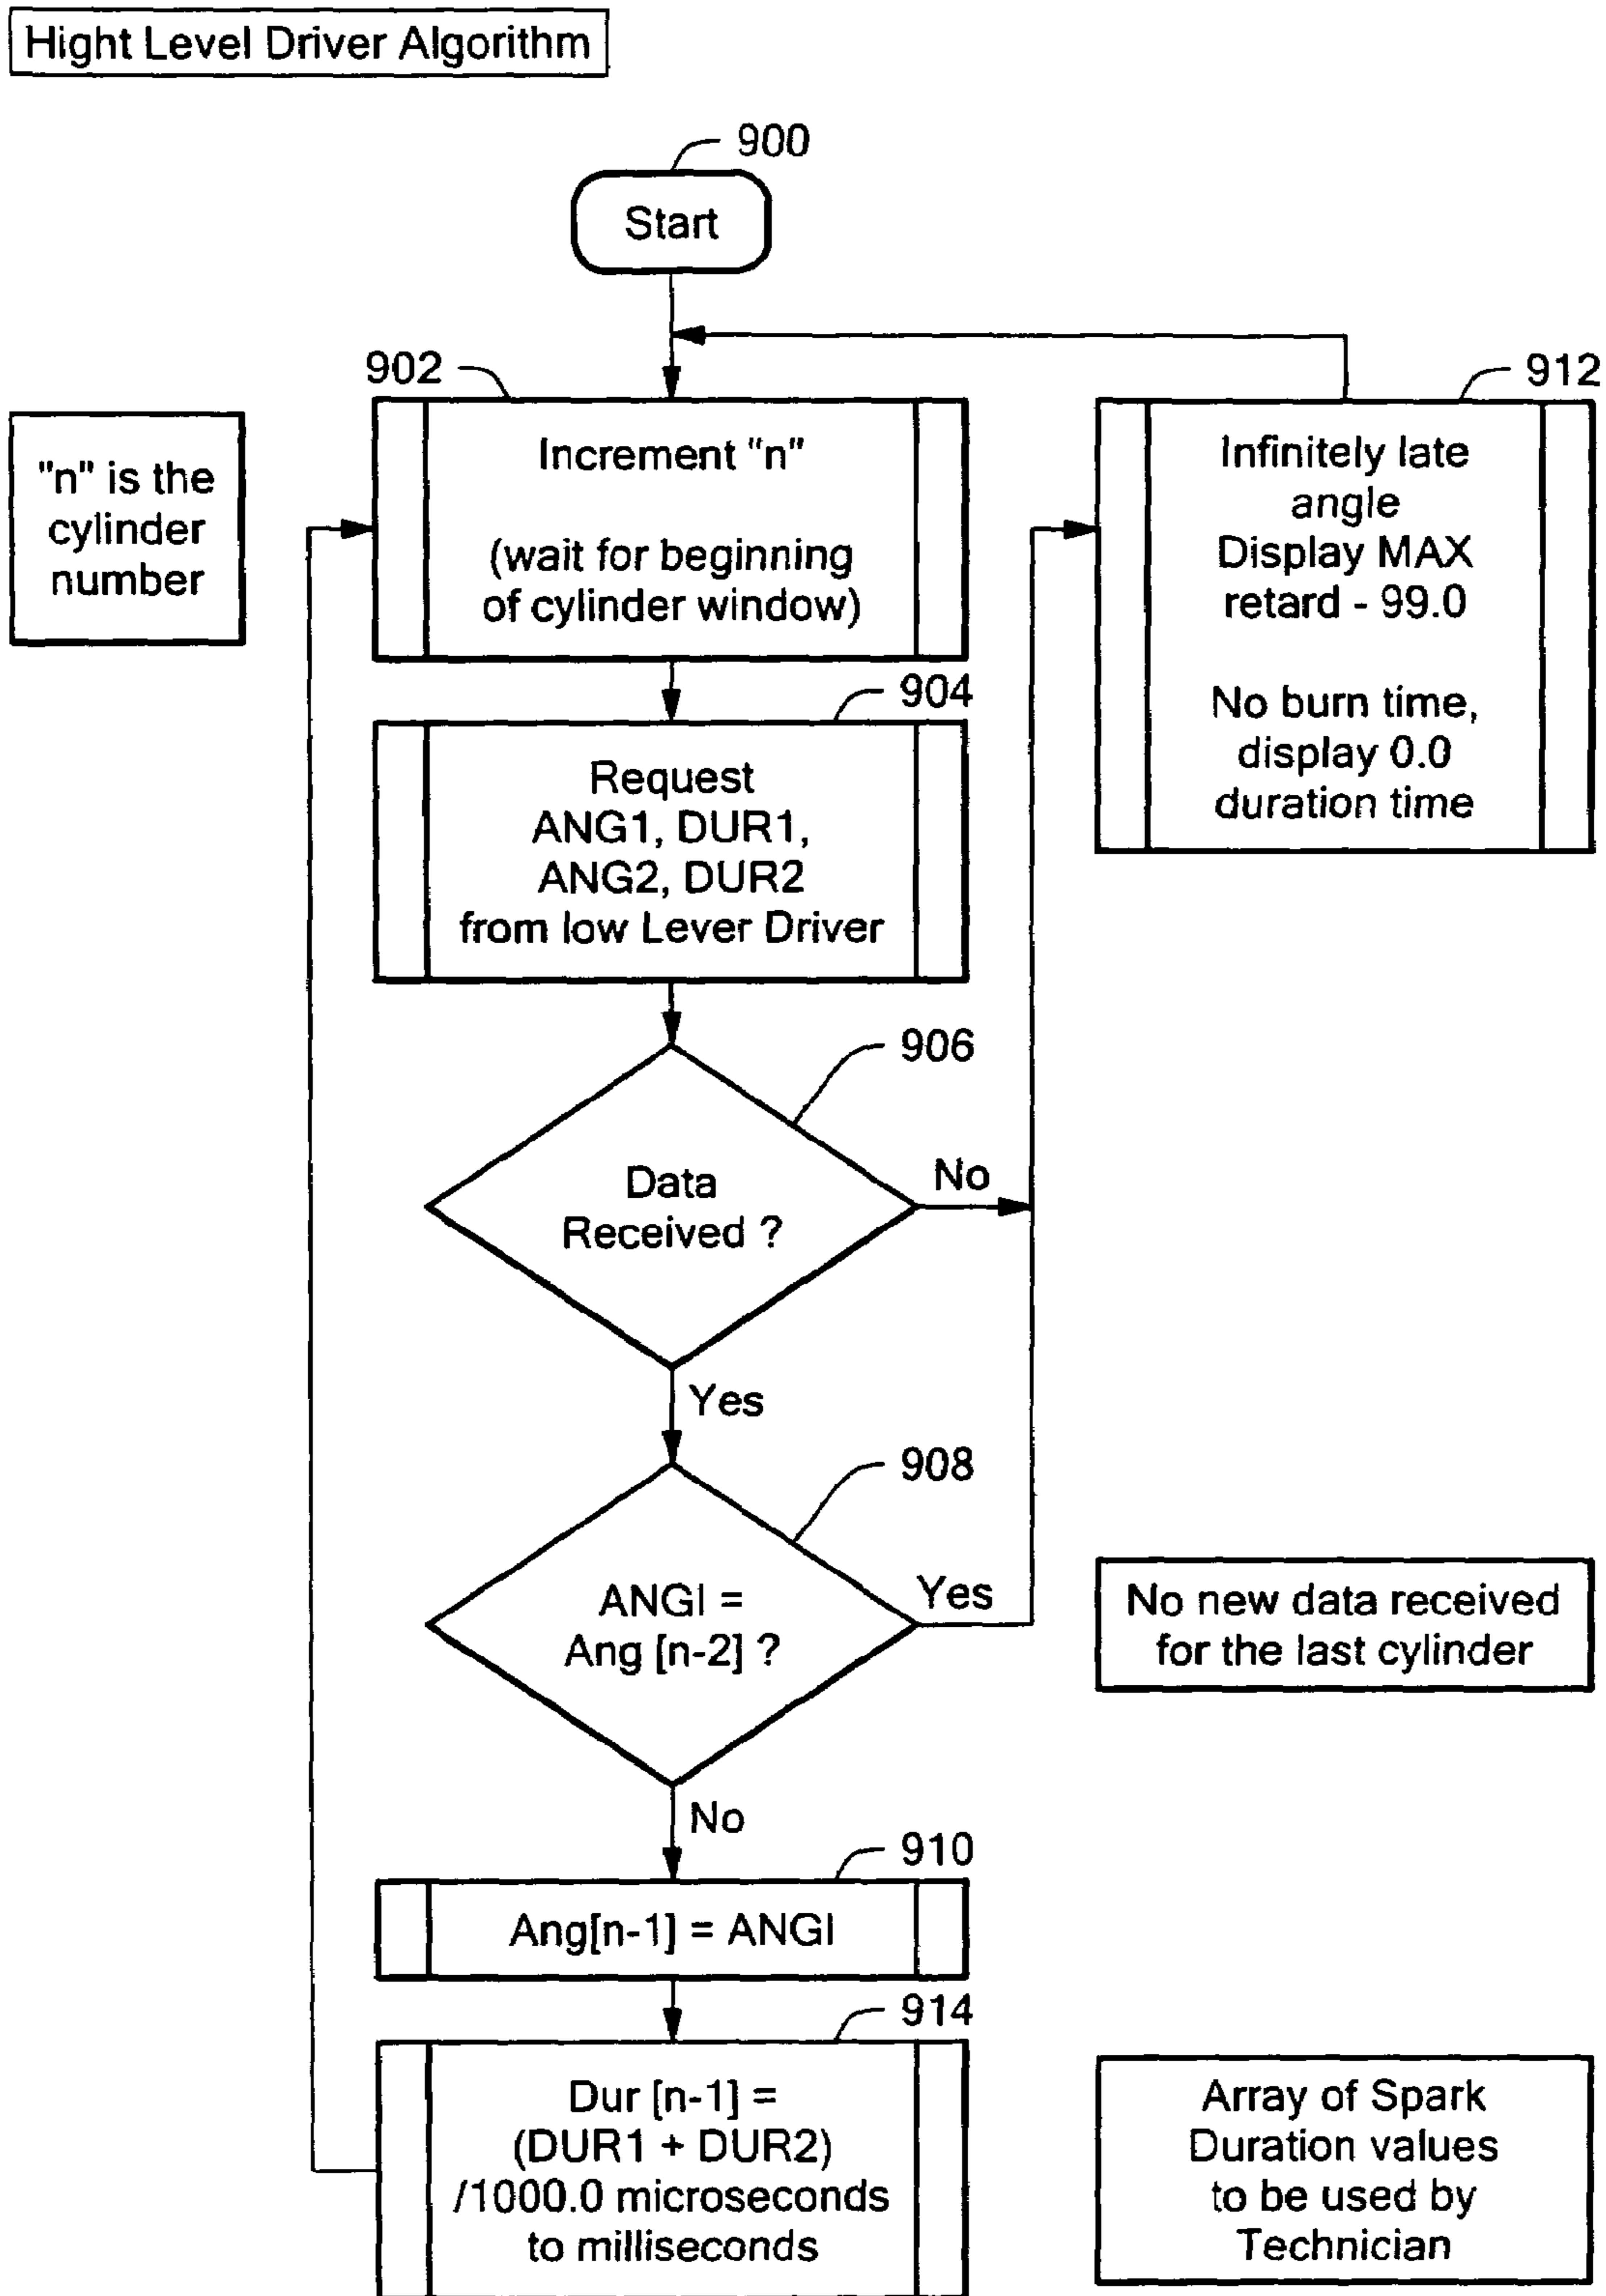 Hight Level Driver Algorithm
900
Start
902
912
"n" is the
cylinder
number
Increment "n"
(wait for beginning
of cylinder window)
Infinitely late
angle
Display MAX
retard - 99.0
No burn time,
display 0.0
duration time
904
Request
ANG1, DUR1,
ANG2, DUR2
from low Lever Driver
906
Data
Received ?
No
Yes
908
ANGI =
Ang [n-2] ?
Yes
No new data received
for the last cylinder
No
910
Ang[n-1] = ANGI
914
Dur [n-1] =
(DUR1 + DUR2)
/1000.0 microseconds
to milliseconds
Array of Spark
Duration values
to be used by
Technician